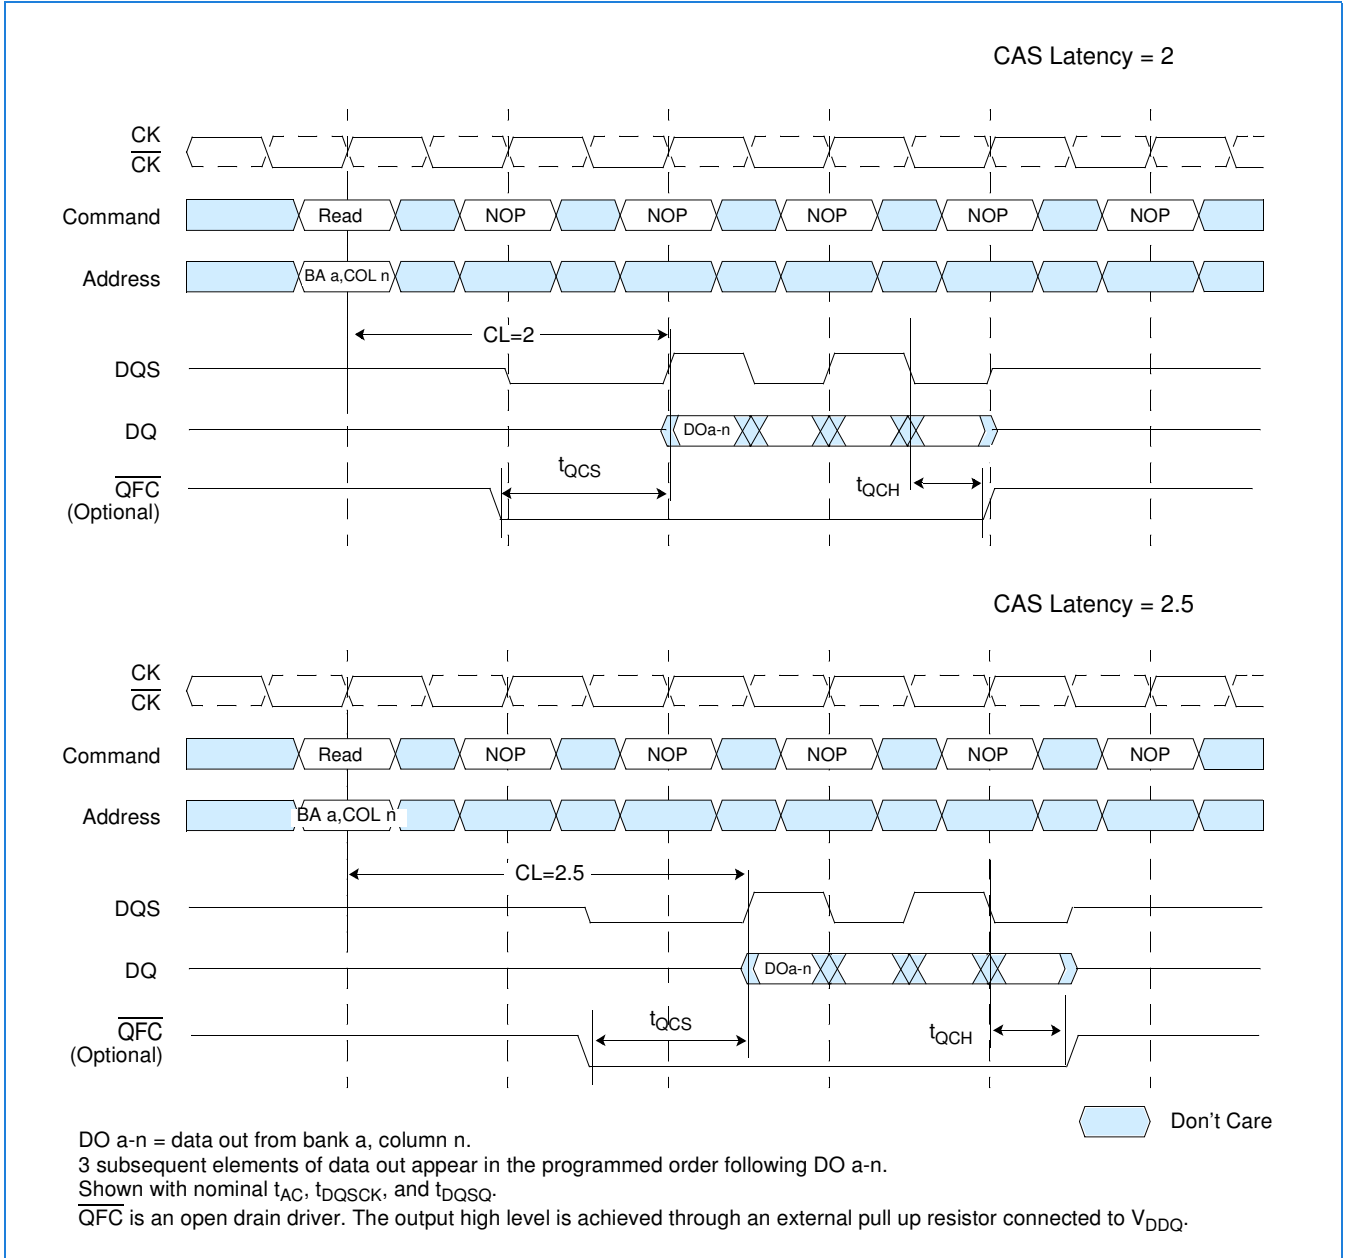 CAS Latency = 2
CK
CK
Command Read NOP NOP NOP NOP NOP
Address BA a,COL n
CL=2
DQS
DQ DOa-n
tQCS
tQCH
QFC
(Optional)
CAS Latency = 2.5
CK
CK
Command Read NOP NOP NOP NOP NOP
Address BA a,COL n
CL=2.5
DQS
DQ DOa-n
tQCS
tQCH
QFC
(Optional)
Don't Care
DO a-n = data out from bank a, column n.
3 subsequent elements of data out appear in the programmed order following DO a-n.
Shown with nominal tAC, tDQSCK, and tDQSQ.
QFC is an open drain driver. The output high level is achieved through an external pull up resistor connected to VDDQ.